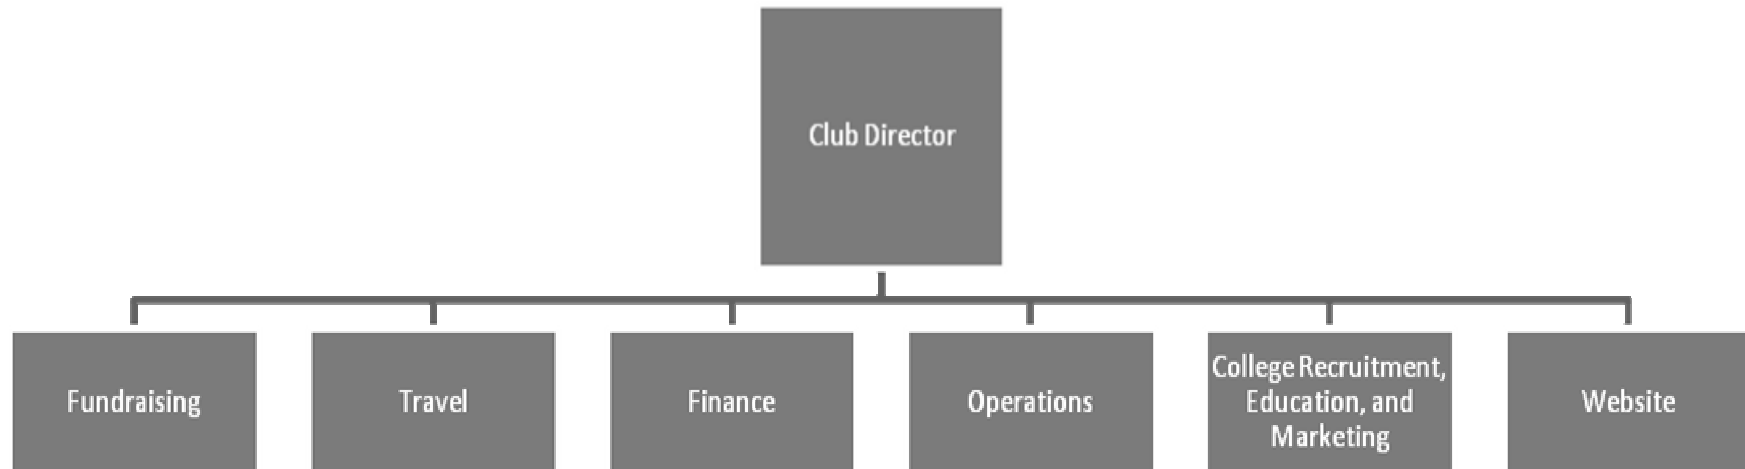 Club Director
Fundraising
Travel
Finance
Operations
College Recruitment,
Education, and
Marketing
Website